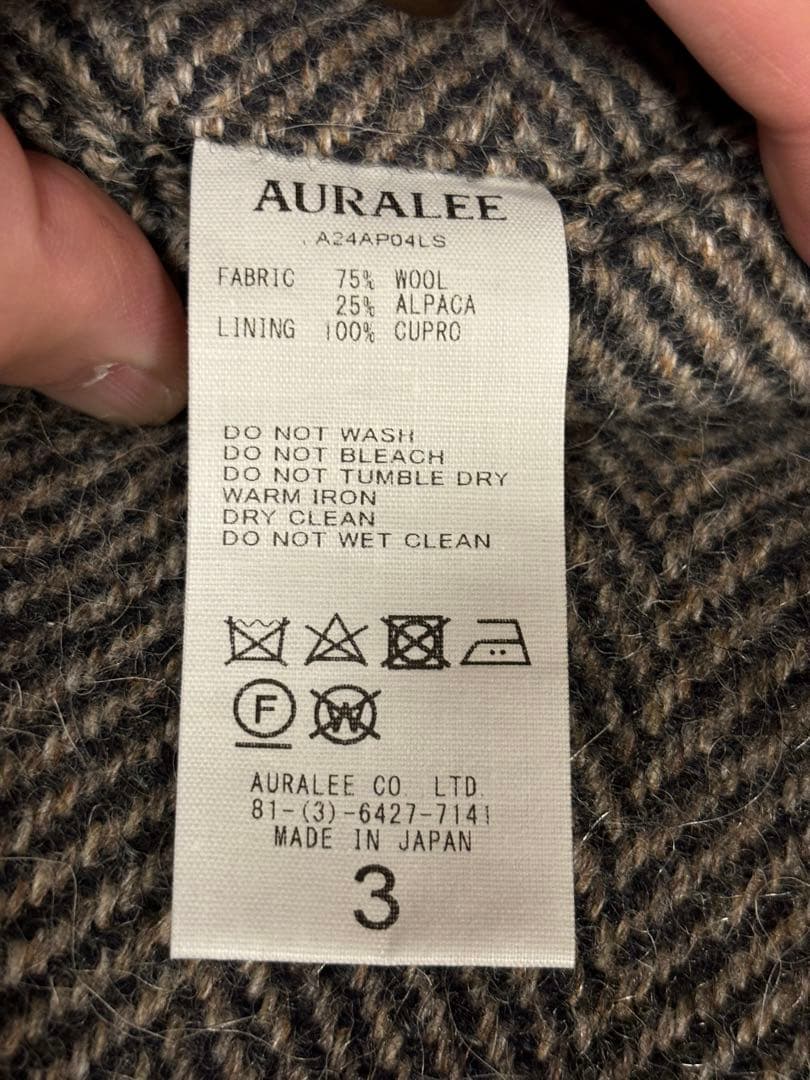 AURALEE
A24AP04LS
FABRIC 75% WOOL
25% ALPACA
LINING 100% CUPRO
DO NOT WASH
DO NOT BLEACH
DO NOT TUMBLE DRY
WARM IRON
DRY CLEAN
DO NOT WET CLEAN
F W
AURALEE CO. LTD.
81-(3)-6427-7141
MADE IN JAPAN
3